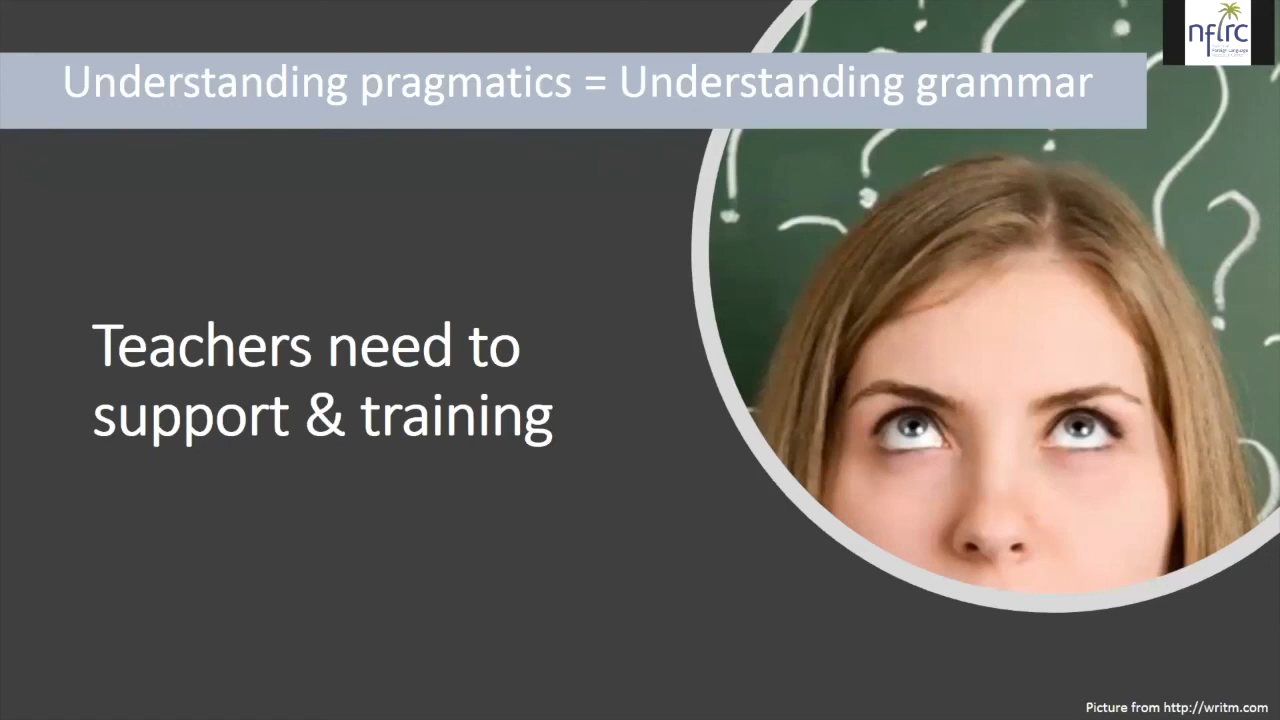 Understanding pragmatics = Understanding grammar
nflrc
Teachers need to
support & training
Picture from http://writm.com